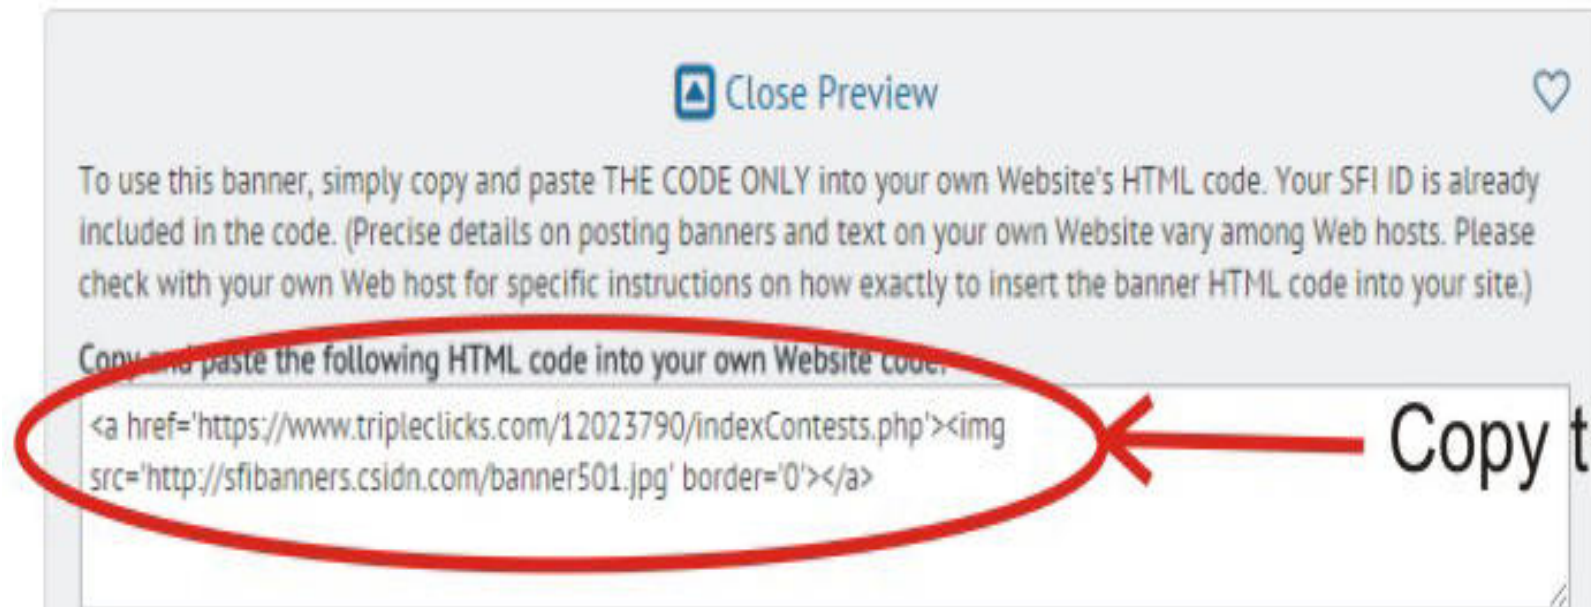 Close Preview
To use this banner, simply copy and paste THE CODE ONLY into your own Website's HTML code. Your SFI ID is already
included in the code. (Precise details on posting banners and text on your own Website vary among Web hosts. Please
check with your own Web host for specific instructions on how exactly to insert the banner HTML code into your site.)
Copy and paste the following HTML code into your own Website code:
<a href='https://www.tripleclicks.com/12023790/indexContests.php'><img
src='http://sfibanners.csidn.com/banner501.jpg' border='0'></a>
Copy t